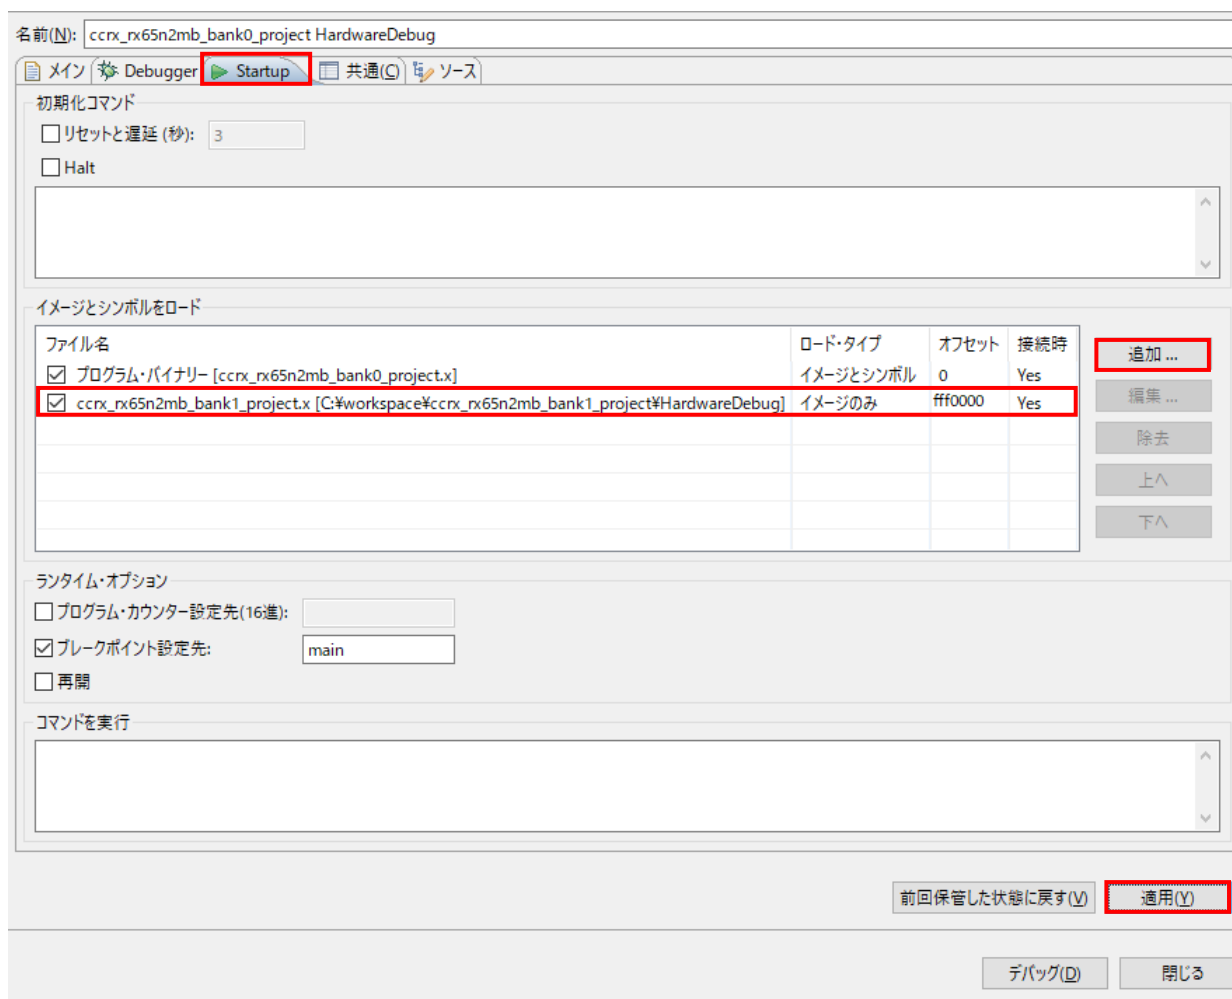 名前(N): ccrx_rx65n2mb_bank0_project HardwareDebug
メイン Debugger Startup 共通(C) ソース
初期化コマンド
リセットと遅延 (秒): 3
Halt
イメージとシンボルをロード
ファイル名 ロード・タイプ オフセット 接続時
プログラム・バイナリー [ccrx_rx65n2mb_bank0_project.x] イメージとシンボル 0 Yes
ccrx_rx65n2mb_bank1_project.x [C:¥workspace¥ccrx_rx65n2mb_bank1_project¥HardwareDebug] イメージのみ fff0000 Yes
追加 ...
編集 ...
除去
上へ
下へ
ランタイム・オプション
プログラム・カウンター設定先(16進):
ブレークポイント設定先: main
再開
コマンドを実行
前回保管した状態に戻す(V) 適用(Y)
デバッグ(D) 閉じる